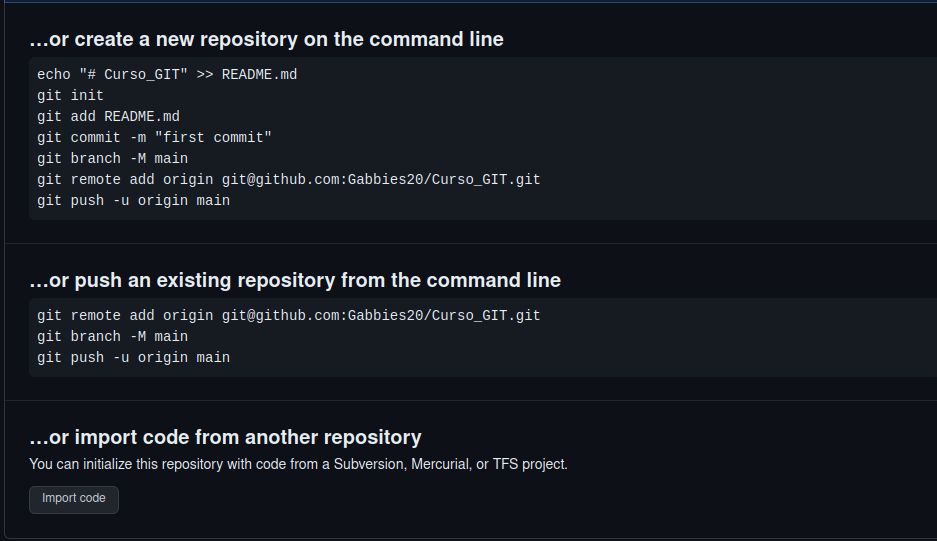 ...or create a new repository on the command line
echo "# Curso_GIT" >> README.md
git init
git add README.md
git commit -m "first commit"
git branch -M main
git remote add origin git@github.com:Gabbies20/Curso_GIT.git
git push -u origin main
...or push an existing repository from the command line
git remote add origin git@github.com:Gabbies20/Curso_GIT.git
git branch -M main
git push -u origin main
...or import code from another repository
You can initialize this repository with code from a Subversion, Mercurial, or TFS project.
Import code